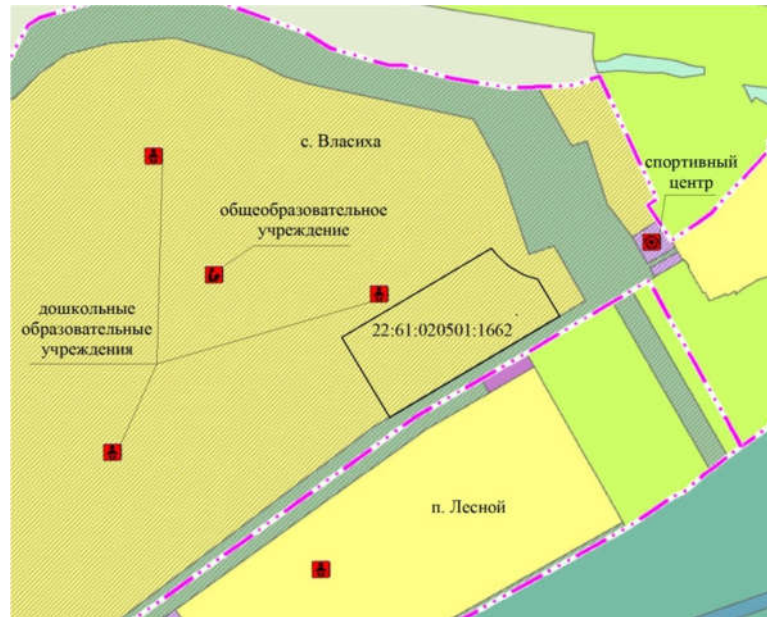 с. Власиха
спортивный
центр
общеобразовательное
учреждение
дошкольные
образовательные
учреждения
22:61:020501:1662
п. Лесной